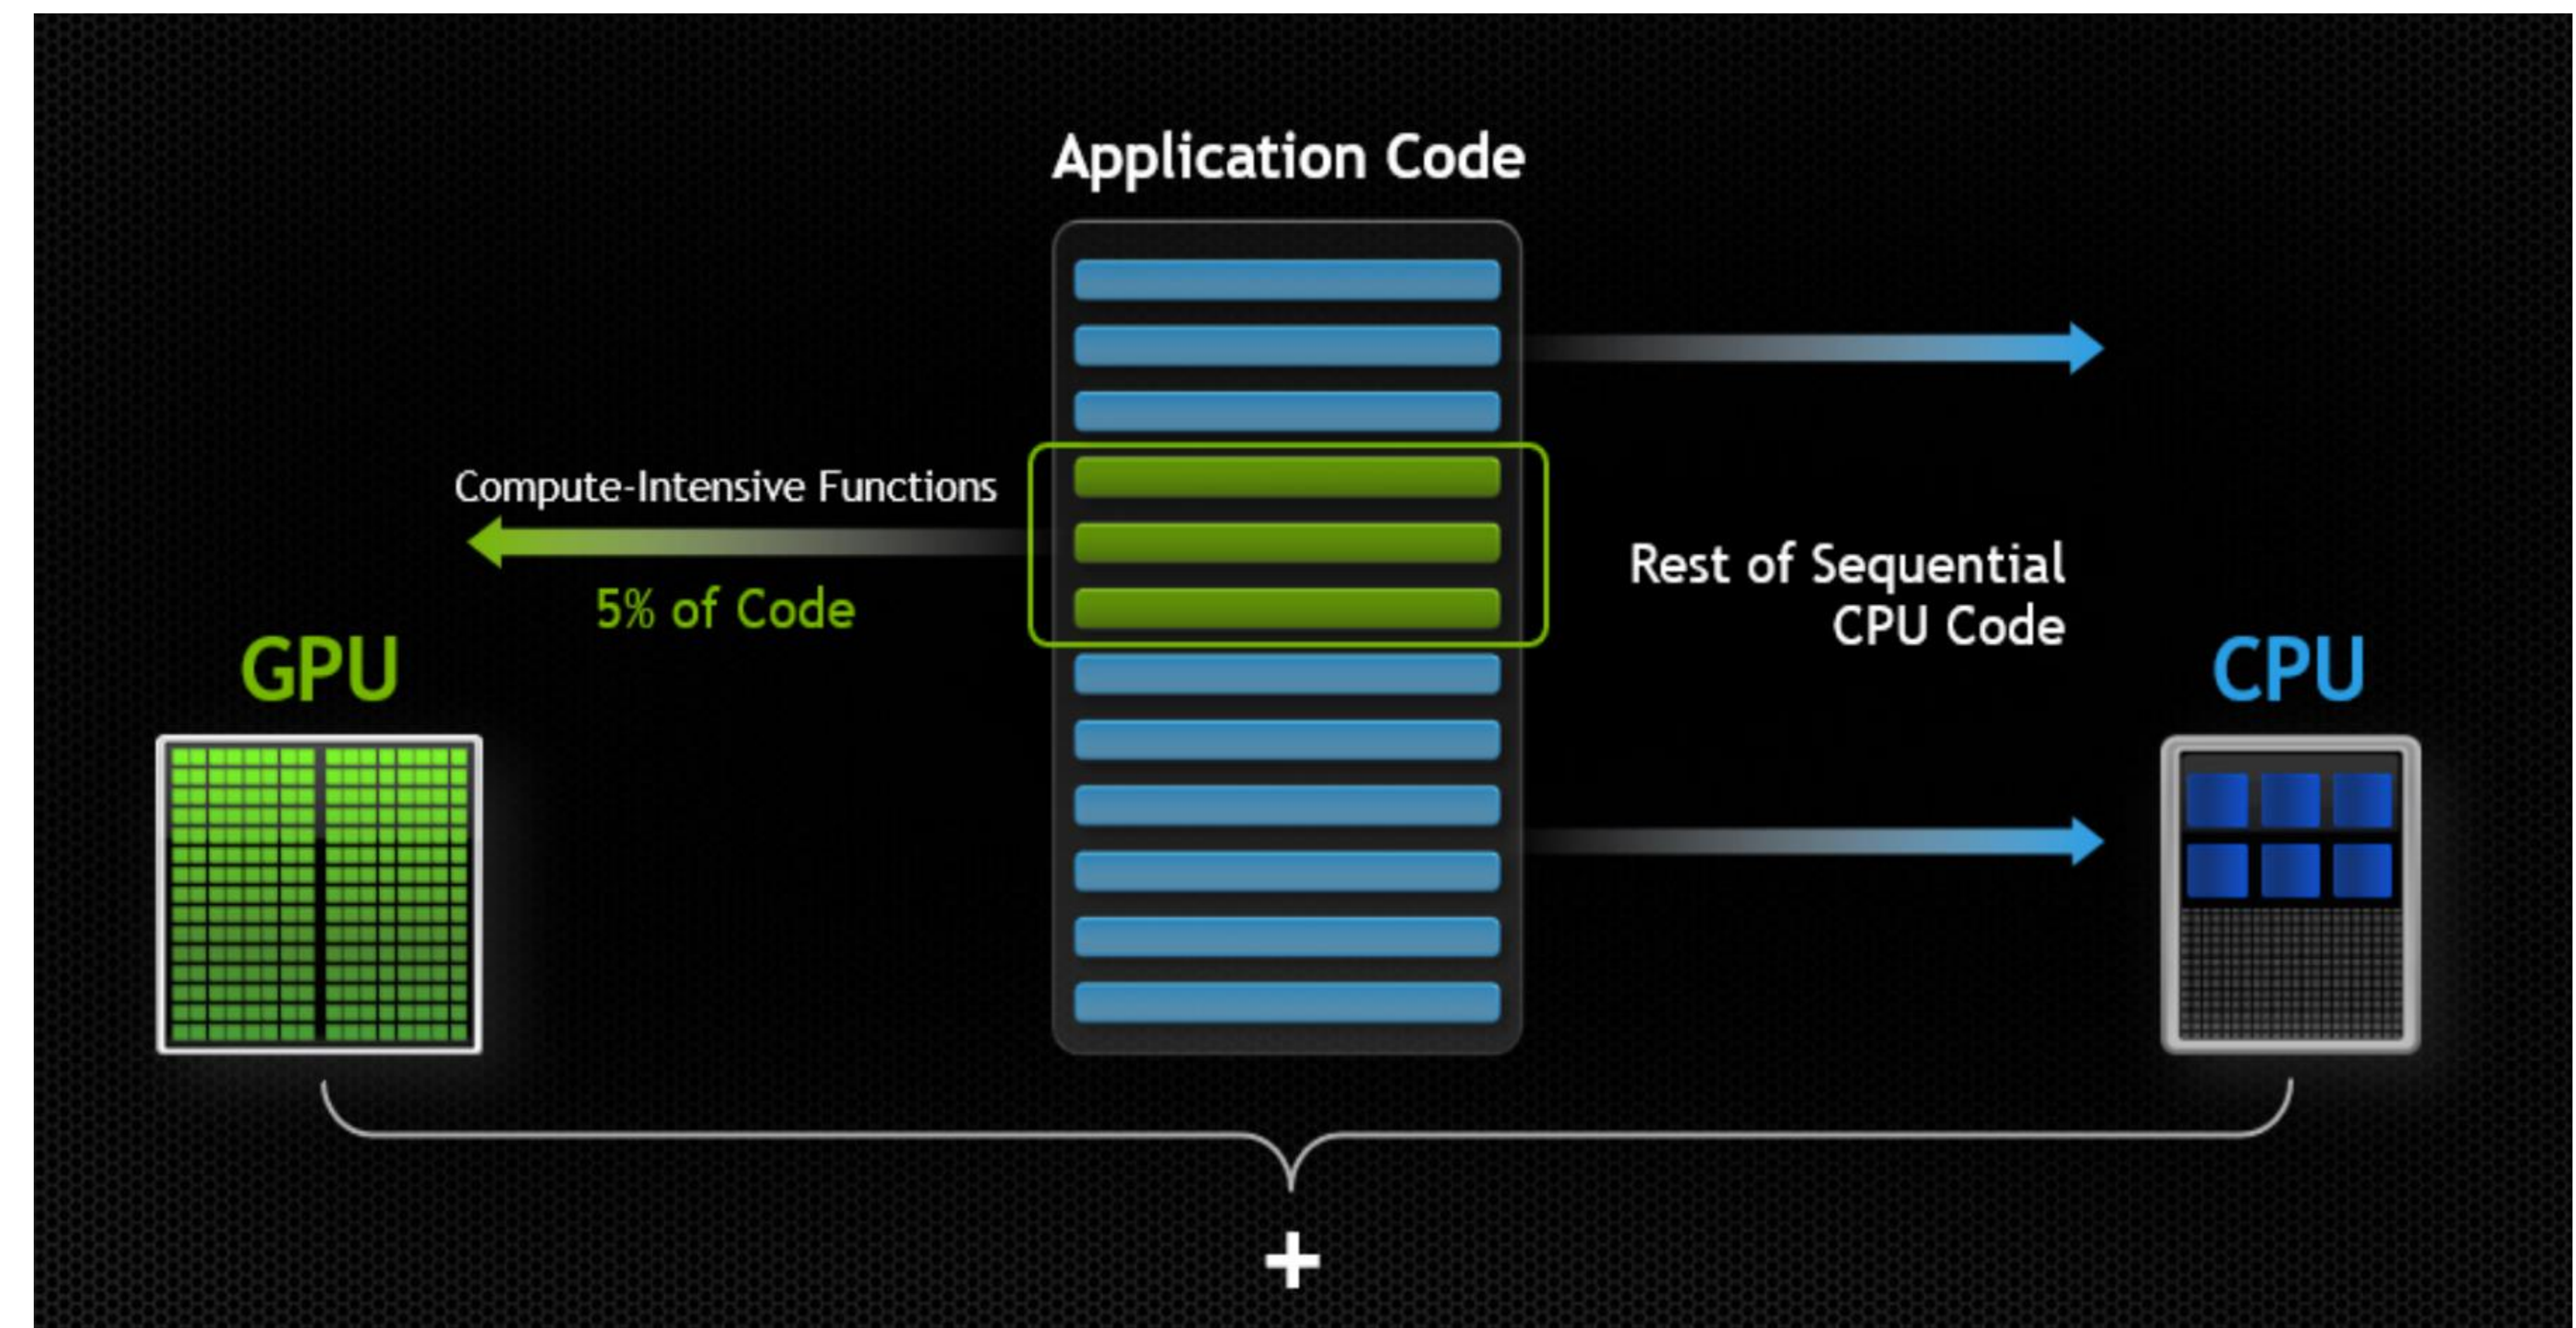 Application Code
Compute-Intensive Functions
5% of Code
Rest of Sequential
CPU Code
GPU
CPU
+